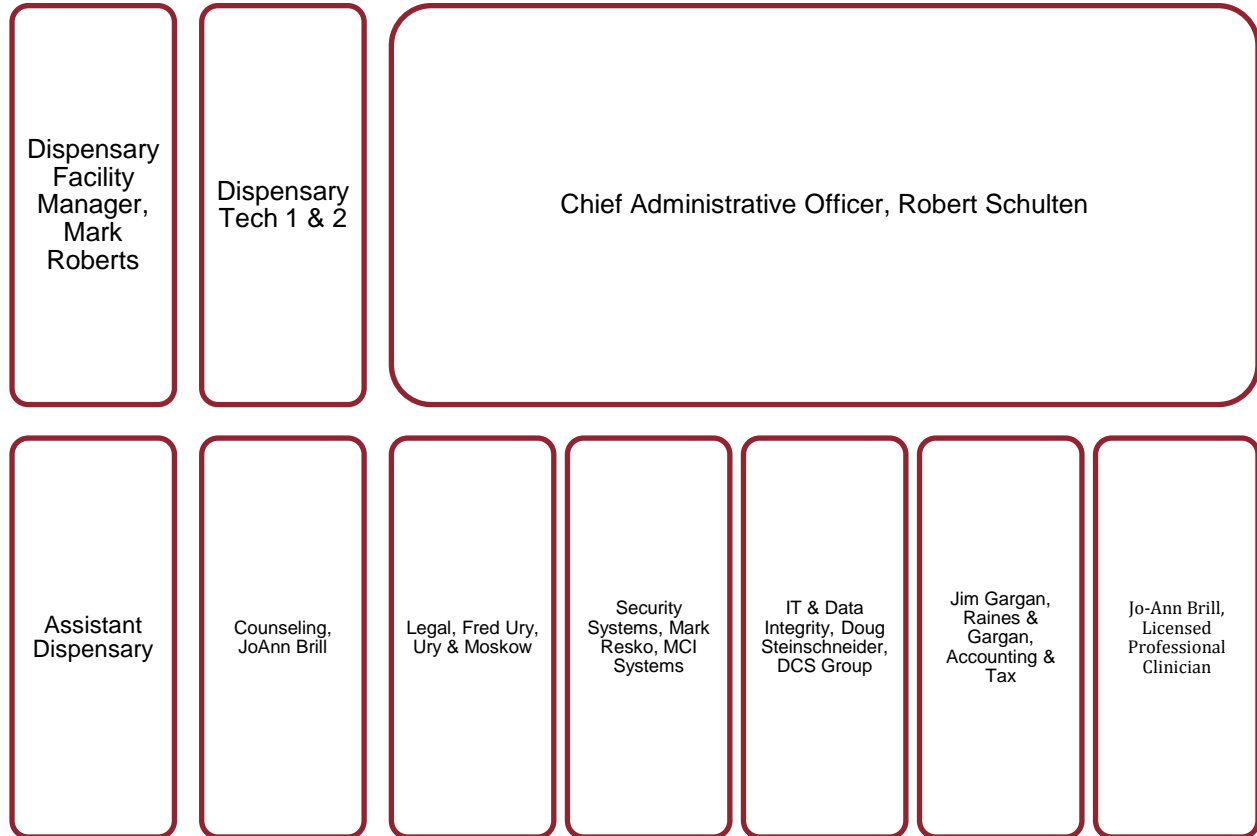 Dispensary
Facility
Manager,
Mark
Roberts
Dispensary
Tech 1 & 2
Chief Administrative Officer, Robert Schulten
Assistant
Dispensary
Counseling,
JoAnn Brill
Legal, Fred Ury,
Ury & Moskow
Security
Systems, Mark
Resko, MCI
Systems
IT & Data
Integrity, Doug
Steinschneider,
DCS Group
Jim Gargan,
Raines &
Gargan,
Accounting &
Tax
Jo-Ann Brill,
Licensed
Professional
Clinician